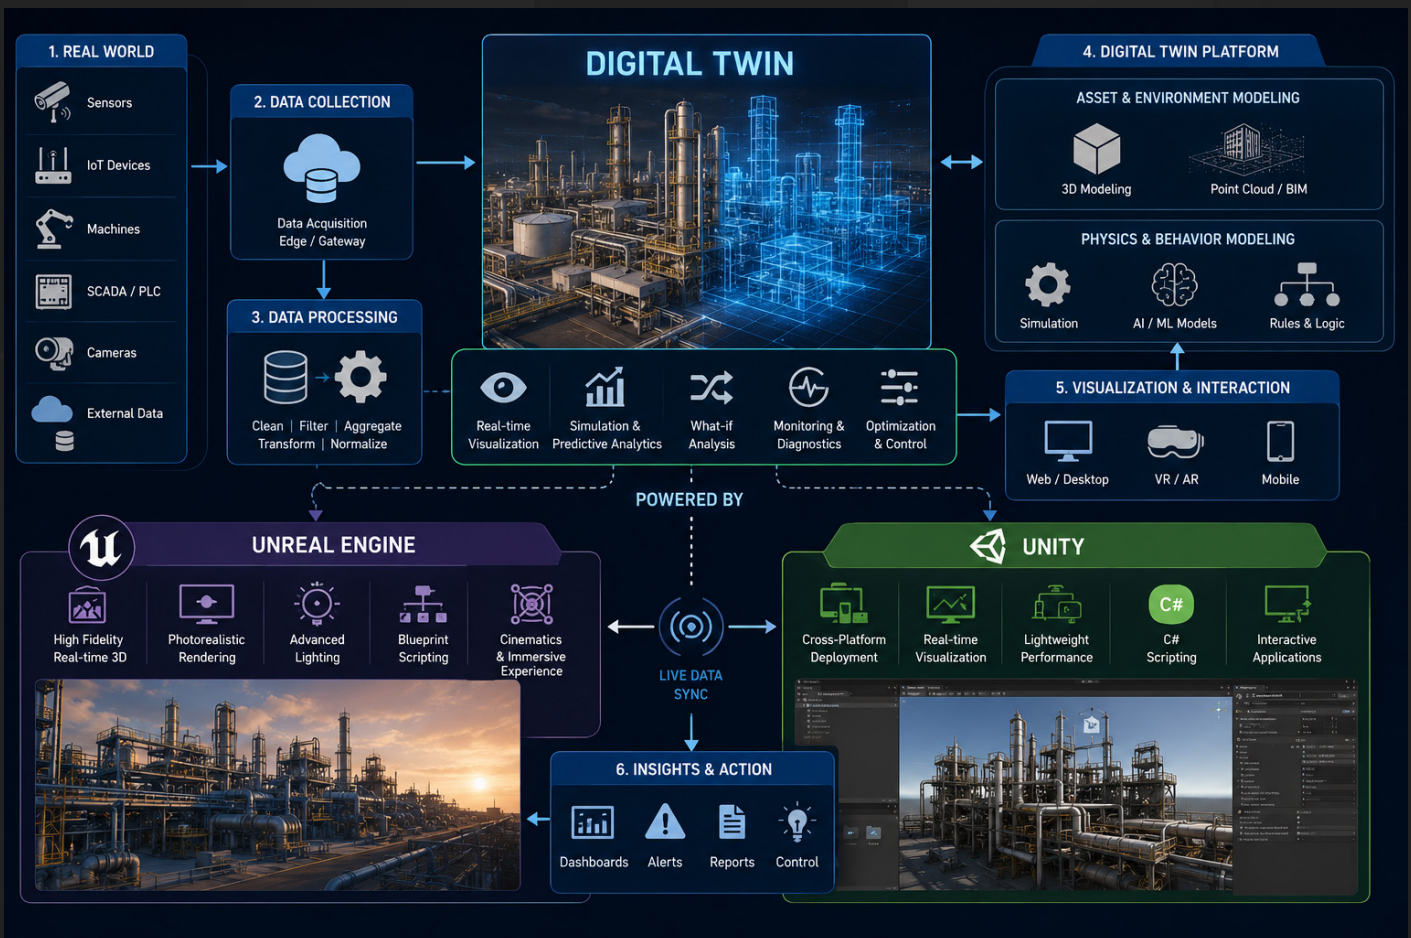 1. REAL WORLD
Sensors
IoT Devices
Machines
SCADA / PLC
Cameras
External Data
2. DATA COLLECTION
Data Acquisition
Edge / Gateway
3. DATA PROCESSING
Clean | Filter | Aggregate
Transform | Normalize
DIGITAL TWIN
Real-time
Visualization
Simulation &
Predictive Analytics
What-if
Analysis
Monitoring &
Diagnostics
Optimization
& Control
4. DIGITAL TWIN PLATFORM
ASSET & ENVIRONMENT MODELING
3D Modeling
Point Cloud / BIM
PHYSICS & BEHAVIOR MODELING
Simulation
AI / ML Models
Rules & Logic
5. VISUALIZATION & INTERACTION
Web / Desktop
VR / AR
Mobile
POWERED BY
UNREAL ENGINE
High Fidelity
Real-time 3D
Photorealistic
Rendering
Advanced
Lighting
Blueprint
Scripting
Cinematics
& Immersive
Experience
LIVE DATA
SYNC
UNITY
Cross-Platform
Deployment
Real-time
Visualization
Lightweight
Performance
C#
C#
Scripting
Interactive
Applications
6. INSIGHTS & ACTION
Dashboards
Alerts
Reports
Control